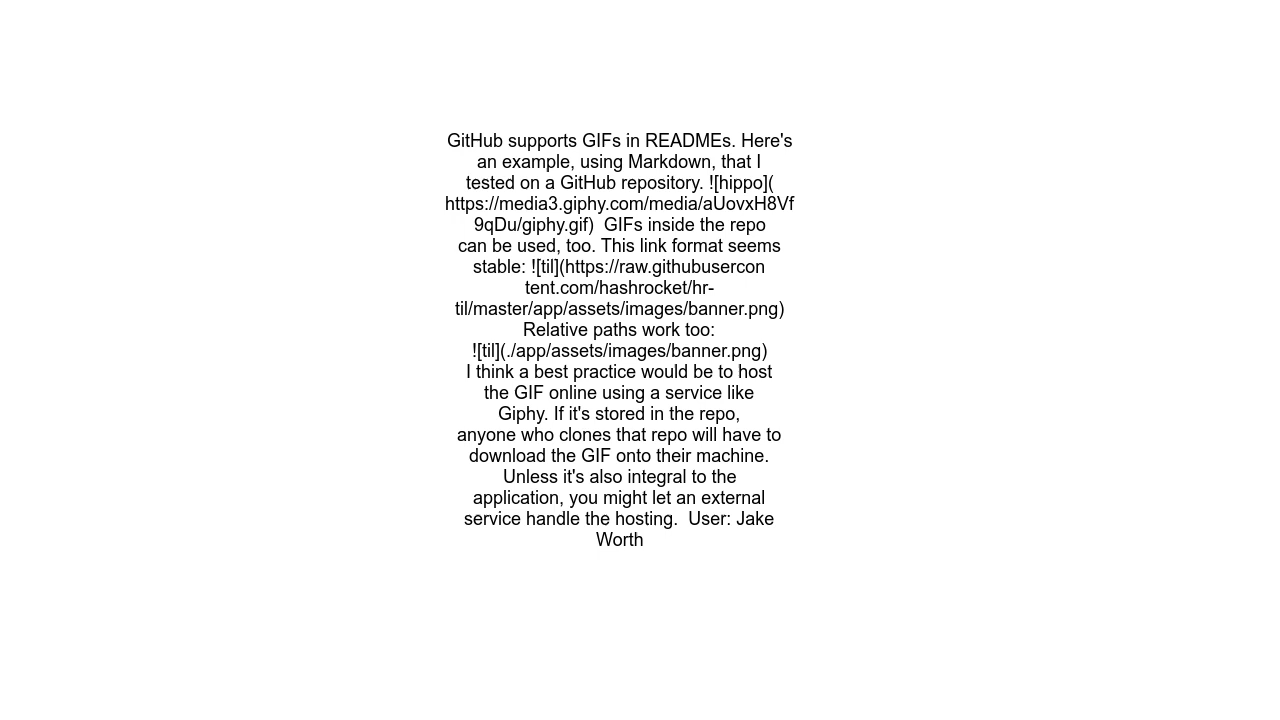 GitHub supports GIFs in READMEs. Here's
an example, using Markdown, that I
tested on a GitHub repository. ![hippo](
https://media3.giphy.com/media/aUovxH8Vf
9qDu/giphy.gif)  GIFs inside the repo
can be used, too. This link format seems
stable: ![til](https://raw.githubusercon
tent.com/hashrocket/hr-
til/master/app/assets/images/banner.png)
Relative paths work too:
![til](./app/assets/images/banner.png)
I think a best practice would be to host
the GIF online using a service like
Giphy. If it's stored in the repo,
anyone who clones that repo will have to
download the GIF onto their machine.
Unless it's also integral to the
application, you might let an external
service handle the hosting.  User: Jake
Worth